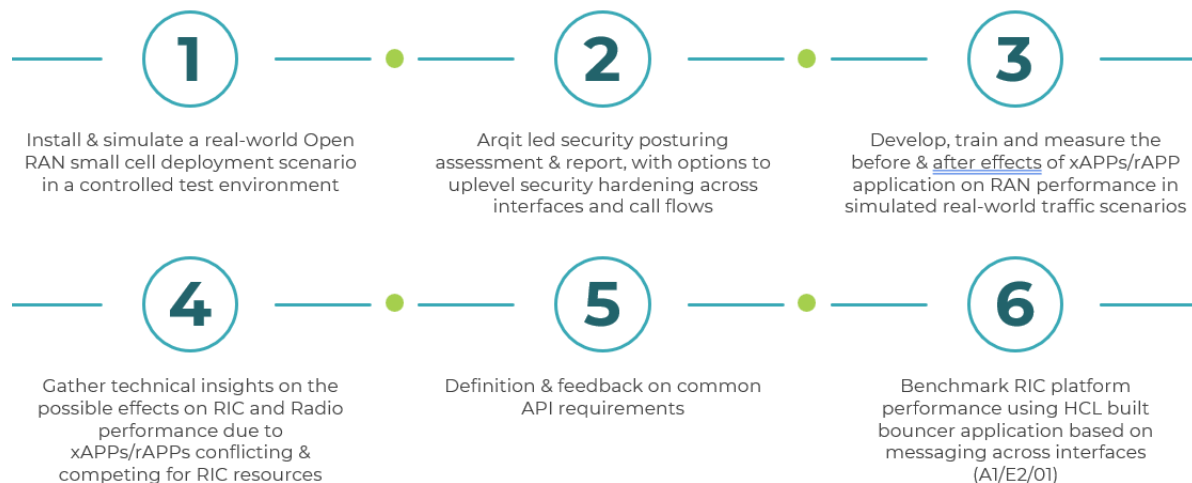 1
Install & simulate a real-world Open
RAN small cell deployment scenario
in a controlled test environment
2
Arqit led security posturing
assessment & report, with options to
uplevel security hardening across
interfaces and call flows
3
Develop, train and measure the
before & after effects of xAPPs/rAPP
application on RAN performance in
simulated real-world traffic scenarios
4
Gather technical insights on the
possible effects on RIC and Radio
performance due to
xAPPs/rAPPs conflicting &
competing for RIC resources
5
Definition & feedback on common
API requirements
6
Benchmark RIC platform
performance using HCL built
bouncer application based on
messaging across interfaces
(A1/E2/01)